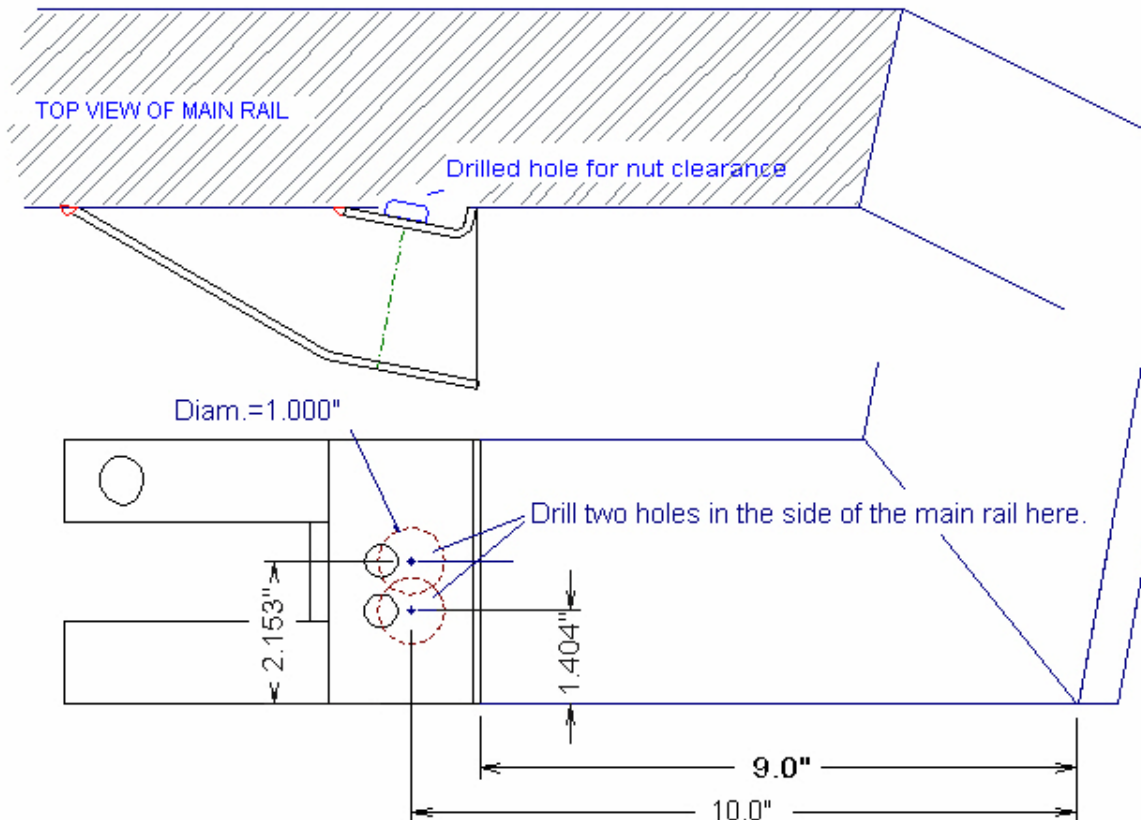 TOP VIEW OF MAIN RAIL
Drilled hole for nut clearance
Diam.=1.000"
Drill two holes in the side of the main rail here.
2.153"
1.404"
9.0"
10.0"